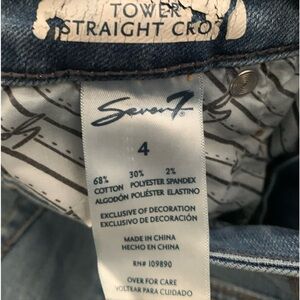 TOWER
STRAIGHT CROP
Seven7
4
68% 30% 2%
COTTON POLYESTER SPANDEX
ALGODÓN POLIÉSTER ELASTINO
EXCLUSIVE OF DECORATION
EXCLUSIVO DE DECORACIÓN
MADE IN CHINA
HECHO EN CHINA
RN# 109890
OVER FOR CARE
VOLTEAR PARA CUIDADO